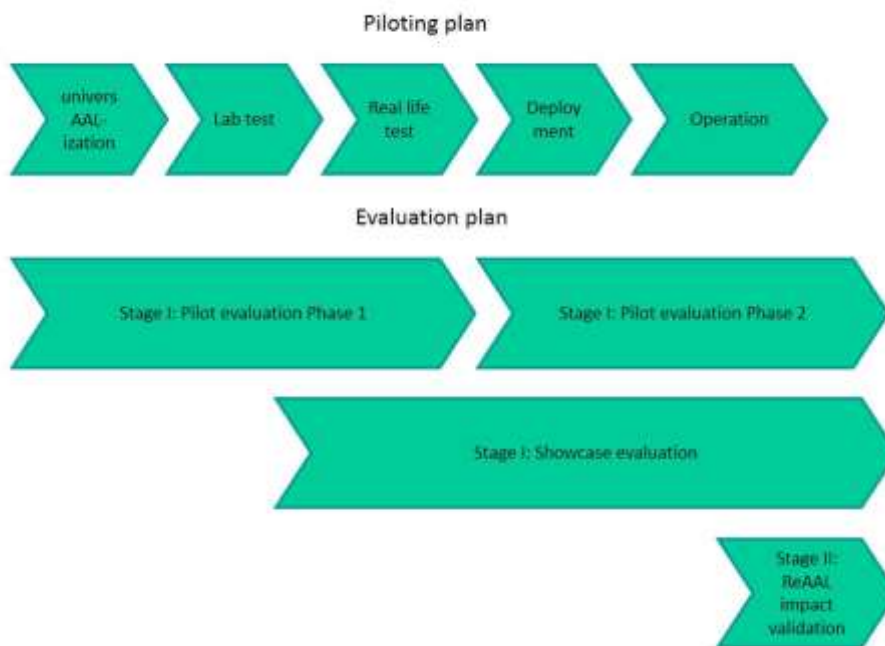 Piloting plan
univers
AAL-
ization
Lab test
Real life
test
Deploy
ment
Operation
Evaluation plan
Stage I: Pilot evaluation Phase 1
Stage I: Pilot evaluation Phase 2
Stage I: Showcase evaluation
Stage II:
ReAAL
impact
validation